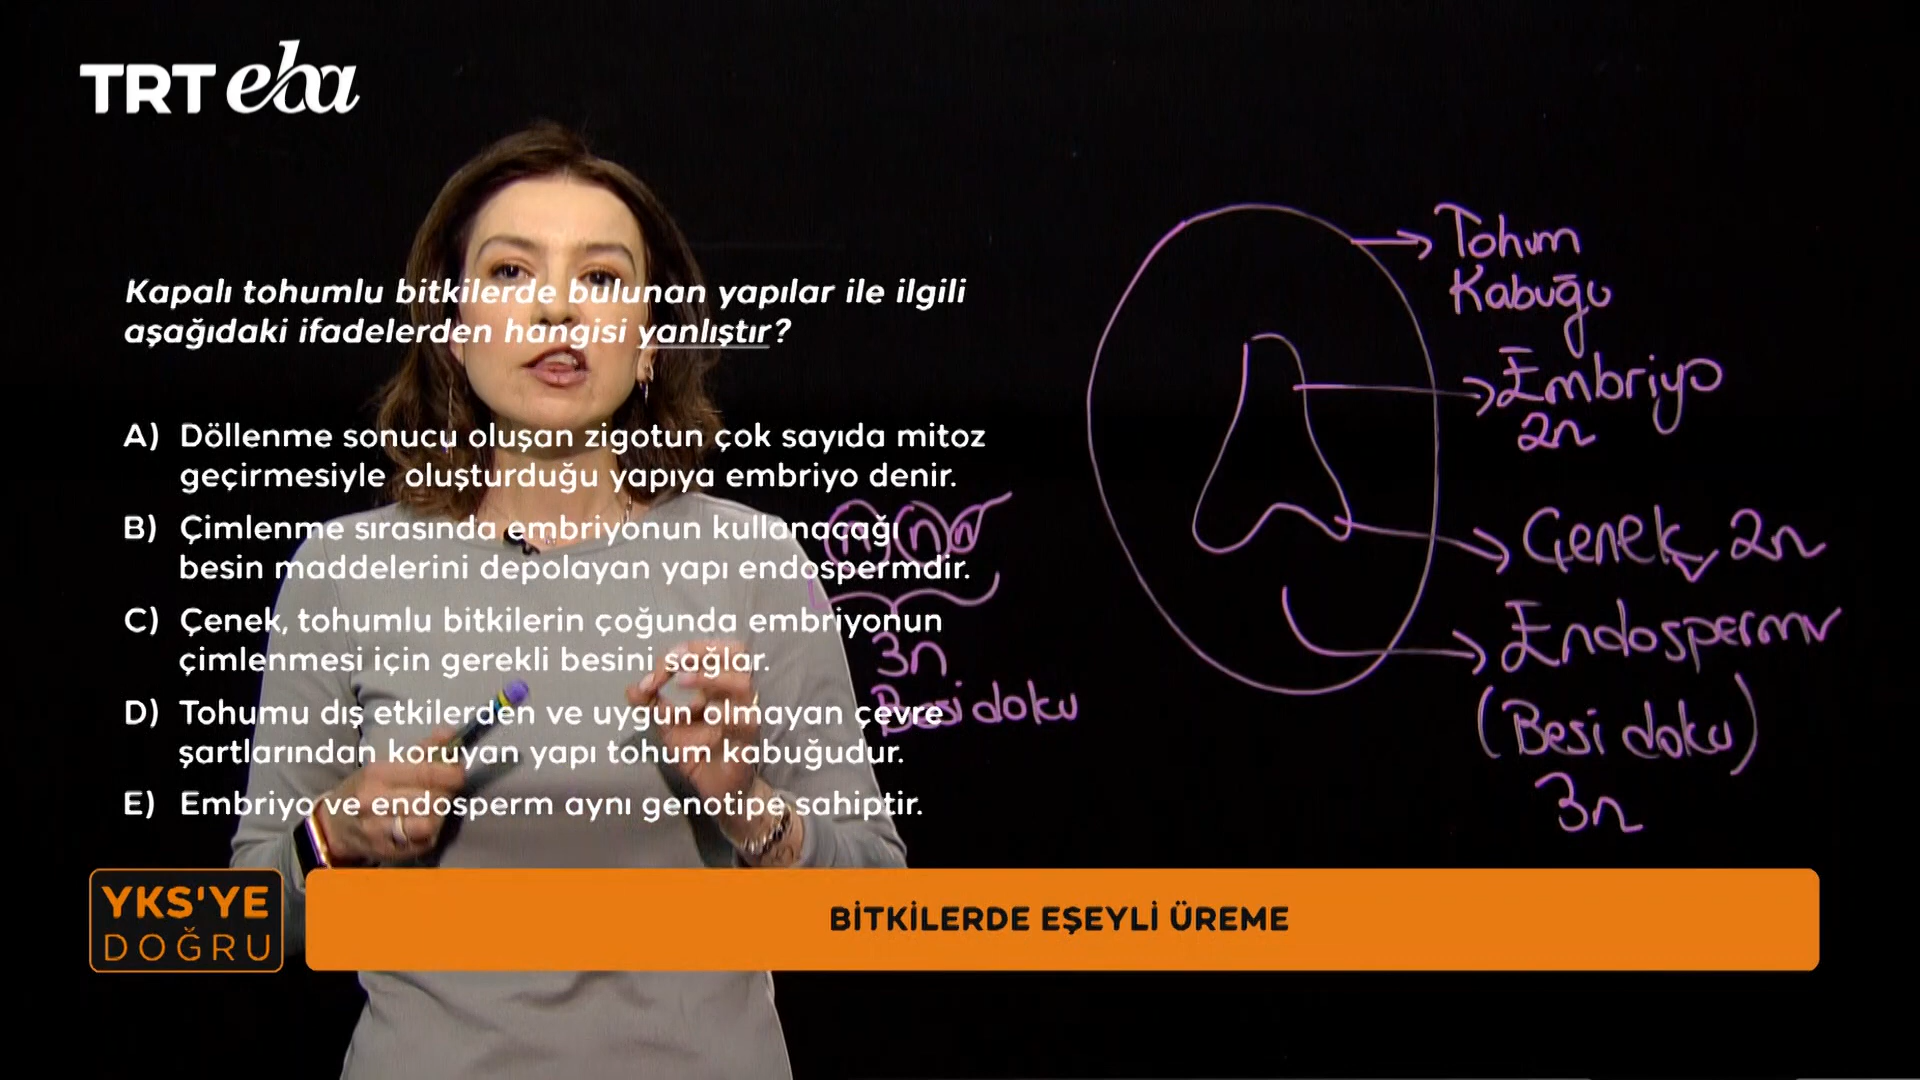 TRT eba
Kapalı tohumlu bitkilerde bulunan yapılar ile ilgili
aşağıdaki ifadelerden hangisi yanlıştır?
A) Döllenme sonucu oluşan zigotun çok sayıda mitoz
geçirmesiyle oluşturduğu yapıya embriyo denir.
B) Çimlenme sırasında embriyonun kullanacağı
besin maddelerini depolayan yapı endospermdir.
C) Çenek, tohumlu bitkilerin çoğunda embriyonun
çimlenmesi için gerekli besini sağlar.
D) Tohumu dış etkilerden ve uygun olmayan çevre
şartlarından koruyan yapı tohum kabuğudur.
E) Embriyo ve endosperm aynı genotipe sahiptir.
n n n
3n
Besi doku
Tohum
Kabuğu
Embriyo
2n
Çenek, 2n
Endosperm
(Besi doku)
3n
YKS'YE
DOĞRU
BİTKİLERDE EŞEYLİ ÜREME